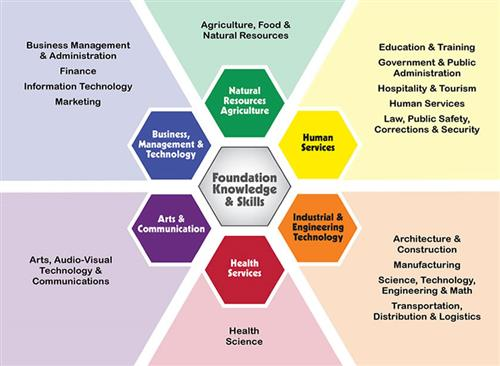 Agriculture, Food &
Natural Resources
Business Management
& Administration
Finance
Information Technology
Marketing
Education & Training
Government & Public
Administration
Hospitality & Tourism
Human Services
Law, Public Safety,
Corrections & Security
Natural
Resources
Agriculture
Business,
Management &
Technology
Human
Services
Foundation
Knowledge
& Skills
Arts &
Communication
Industrial &
Engineering
Technology
Health
Services
Arts, Audio-Visual
Technology &
Communications
Architecture &
Construction
Manufacturing
Science, Technology,
Engineering & Math
Transportation,
Distribution & Logistics
Health
Science